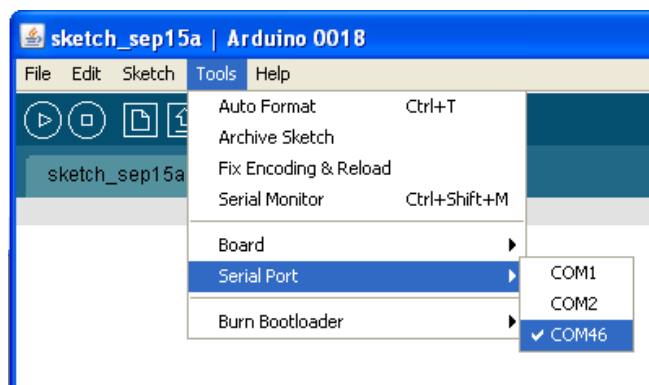 sketch_sep15a | Arduino 0018
File Edit Sketch Tools Help
Auto Format Ctrl+T
Archive Sketch
sketch_sep15a
Fix Encoding & Reload
Serial Monitor Ctrl+Shift+M
Board
Serial Port
COM1
COM2
Burn Bootloader
COM46